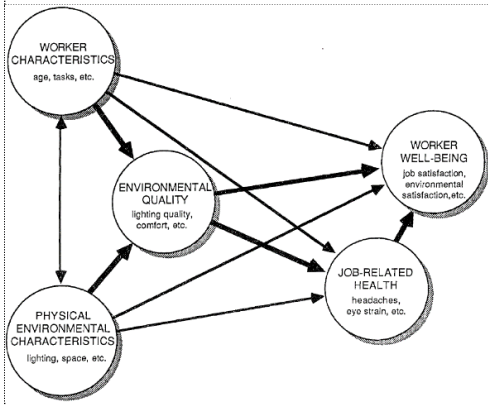 WORKER
CHARACTERISTICS
age, tasks, etc.
WORKER
WELL-BEING
job satisfaction,
environmental
satisfaction,etc.
ENVIRONMENTAL
QUALITY
lighting quality,
comfort, etc.
JOB-RELATED
HEALTH
headaches,
eye strain, etc.
PHYSICAL
ENVIRONMENTAL
CHARACTERISTICS
lighting, space, etc.